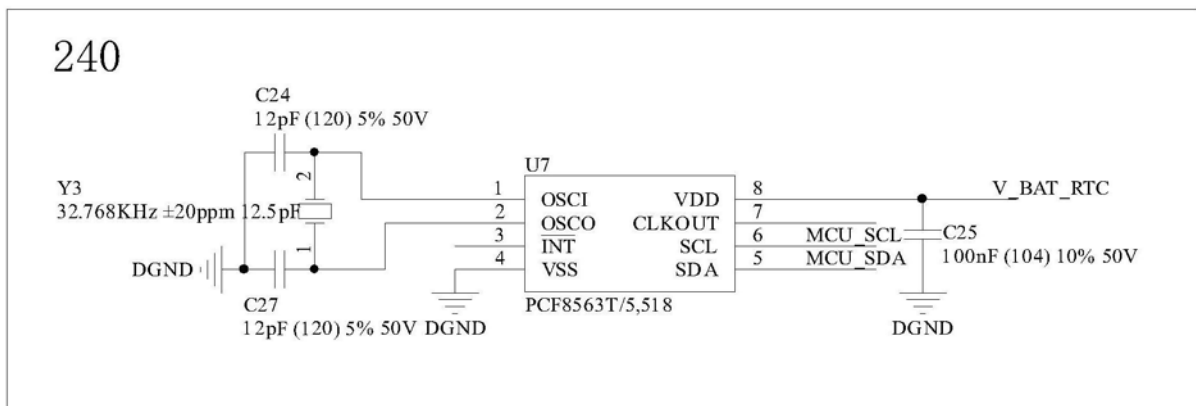 240
C24
12pF (120) 5% 50V
Y3
32.768KHz ±20ppm 12.5pF
2
1
DGND
C27
12pF (120) 5% 50V
U7
1 OSCI VDD 8 V_BAT_RTC
2 OSCO CLKOUT 7
3 INT SCL 6 MCU_SCL
4 VSS SDA 5 MCU_SDA
PCF8563T/5,518
DGND
C25
100nF (104) 10% 50V
DGND